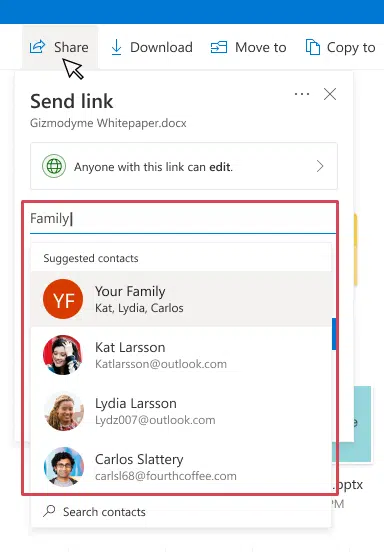 Share Download Move to Copy to
Send link
Gizmodyme Whitepaper.docx
Anyone with this link can edit.
Family
Suggested contacts
YF
Your Family
Kat, Lydia, Carlos
Kat Larsson
Katlarsson@outlook.com
Lydia Larsson
Lydz007@outlook.com
Carlos Slattery
carlsl68@fourthcoffee.com
e
.pptx
PM
Search contacts